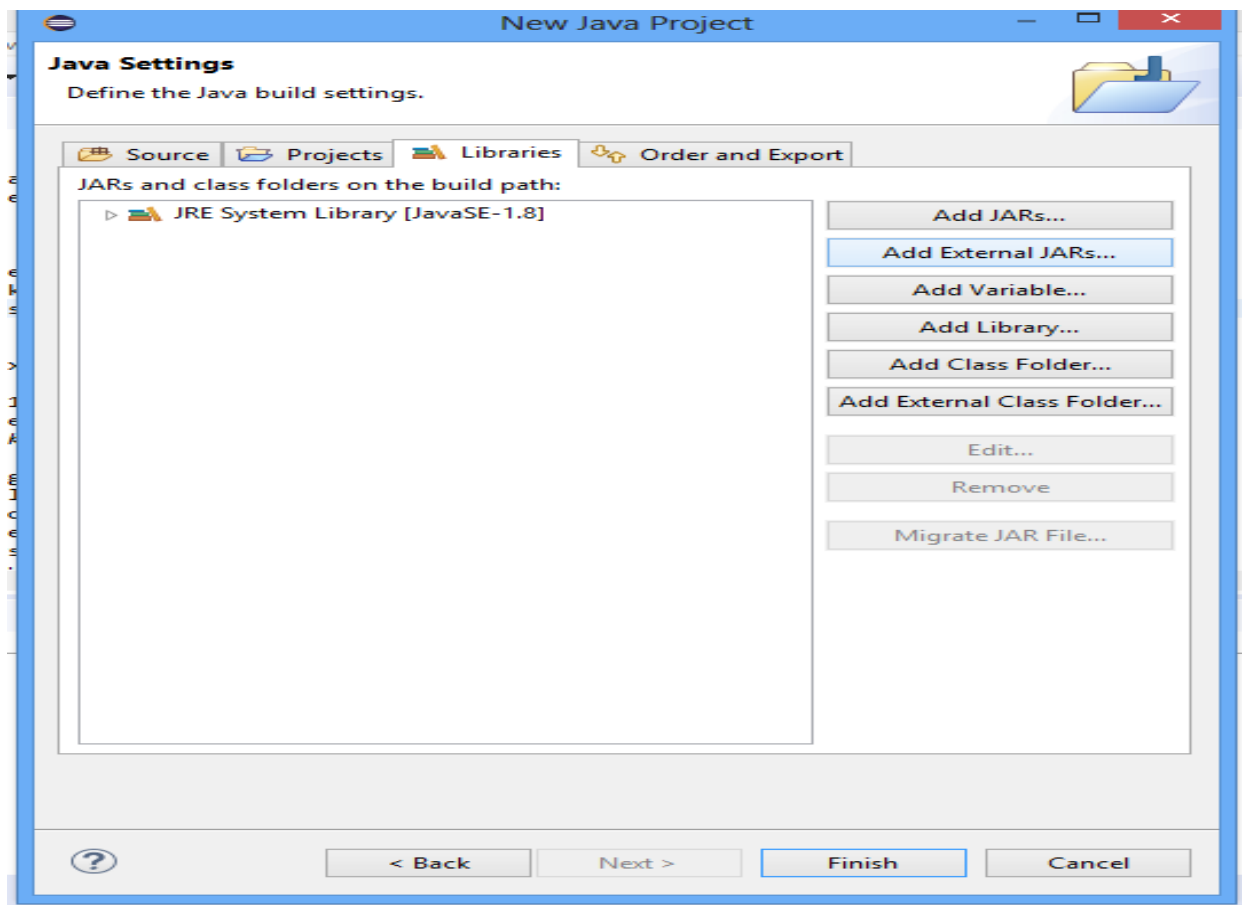 New Java Project
Java Settings
Define the Java build settings.
Source Projects Libraries Order and Export
JARs and class folders on the build path:
JRE System Library [JavaSE-1.8]
Add JARs...
Add External JARs...
Add Variable...
Add Library...
Add Class Folder...
Add External Class Folder...
Edit...
Remove
Migrate JAR File...
< Back Next > Finish Cancel